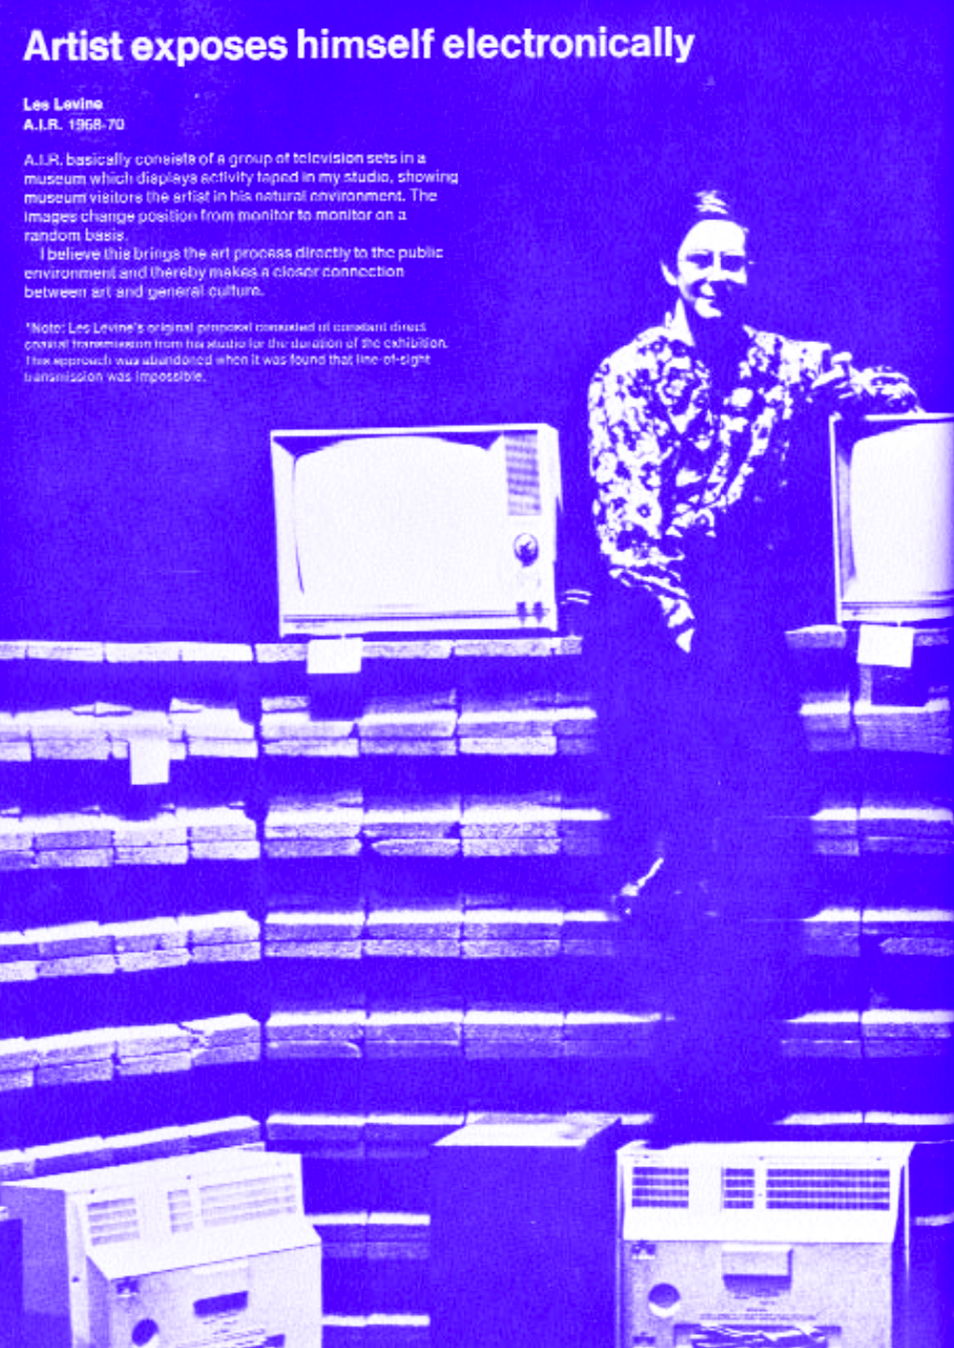 Artist exposes himself electronically
Les Levine
A.I.R. 1968-70
A.I.R. basically consists of a group of television sets in a
museum which displays activity taped in my studio, showing
museum visitors the artist in his natural environment. The
images change position from monitor to monitor on a
random basis.
I believe this brings the art process directly to the public
environment and thereby makes a closer connection
between art and general culture.
*Note: Les Levine's original proposal consisted of constant direct
coaxial transmission from his studio for the duration of the exhibition.
This approach was abandoned when it was found that line-of-sight
transmission was impossible.